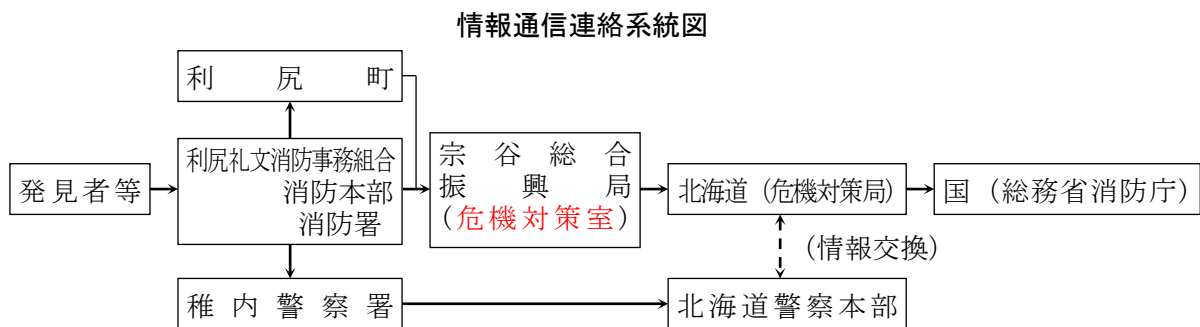 情報通信連絡系統図
利尻町
発見者等
利尻礼文消防事務組合
消防本部
消防署
宗谷総合
振興局
（危機対策室）
北海道（危機対策局）
国（総務省消防庁）
（情報交換）
稚内警察署
北海道警察本部